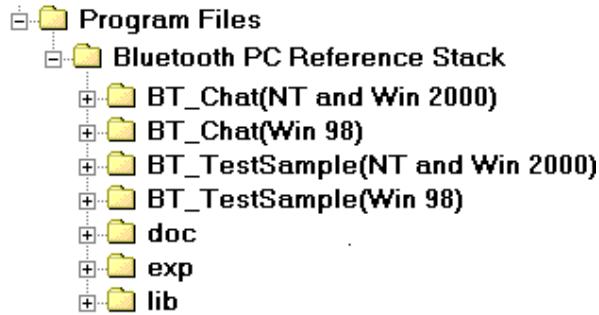 Program Files
Bluetooth PC Reference Stack
BT_Chat(NT and Win 2000)
BT_Chat(Win 98)
BT_TestSample(NT and Win 2000)
BT_TestSample(Win 98)
doc
exp
lib